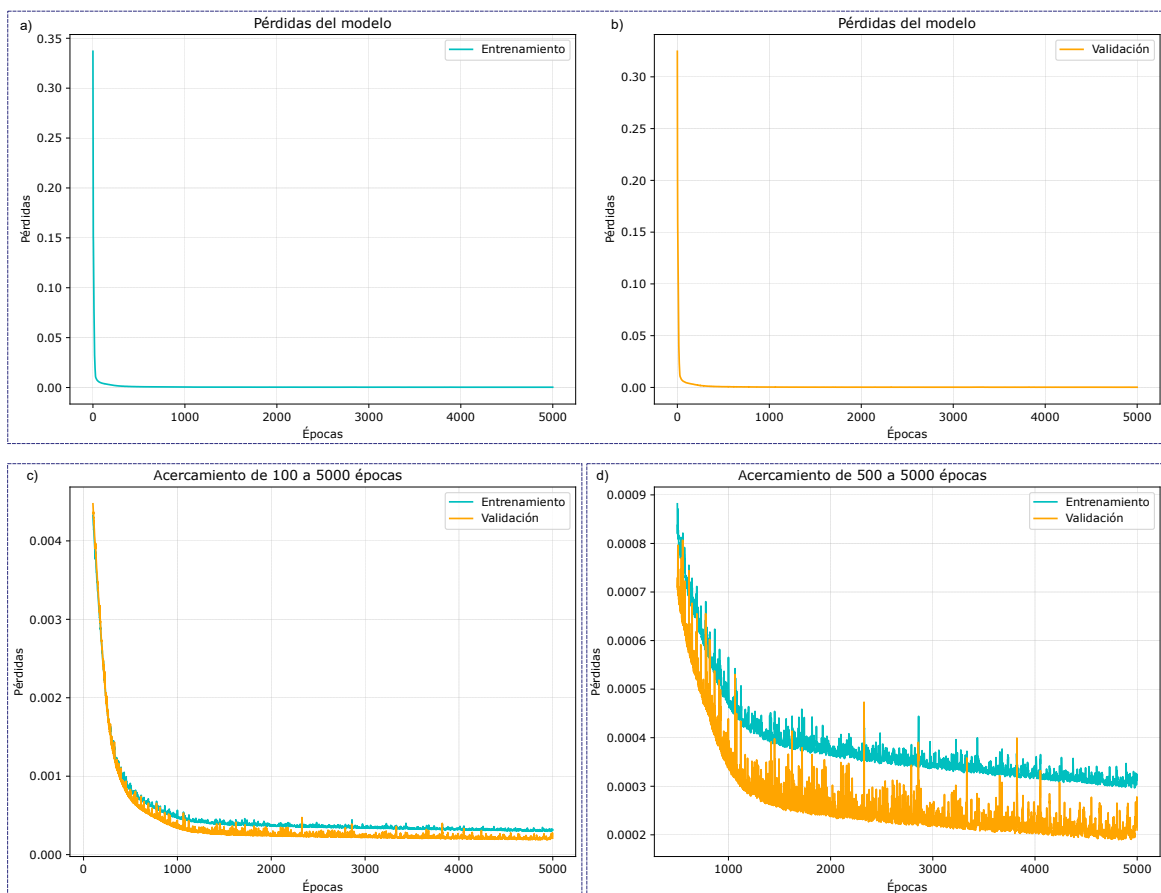 a)
Pérdidas del modelo
Entrenamiento
Pérdidas
0.35
0.30
0.25
0.20
0.15
0.10
0.05
0.00
0 1000 2000 3000 4000 5000
Épocas
b)
Pérdidas del modelo
Validación
Pérdidas
0.30
0.25
0.20
0.15
0.10
0.05
0.00
0 1000 2000 3000 4000 5000
Épocas
c)
Acercamiento de 100 a 5000 épocas
Entrenamiento
Validación
Pérdidas
0.004
0.003
0.002
0.001
0.000
0 1000 2000 3000 4000 5000
Épocas
d)
Acercamiento de 500 a 5000 épocas
Entrenamiento
Validación
Pérdidas
0.0009
0.0008
0.0007
0.0006
0.0005
0.0004
0.0003
0.0002
1000 2000 3000 4000 5000
Épocas